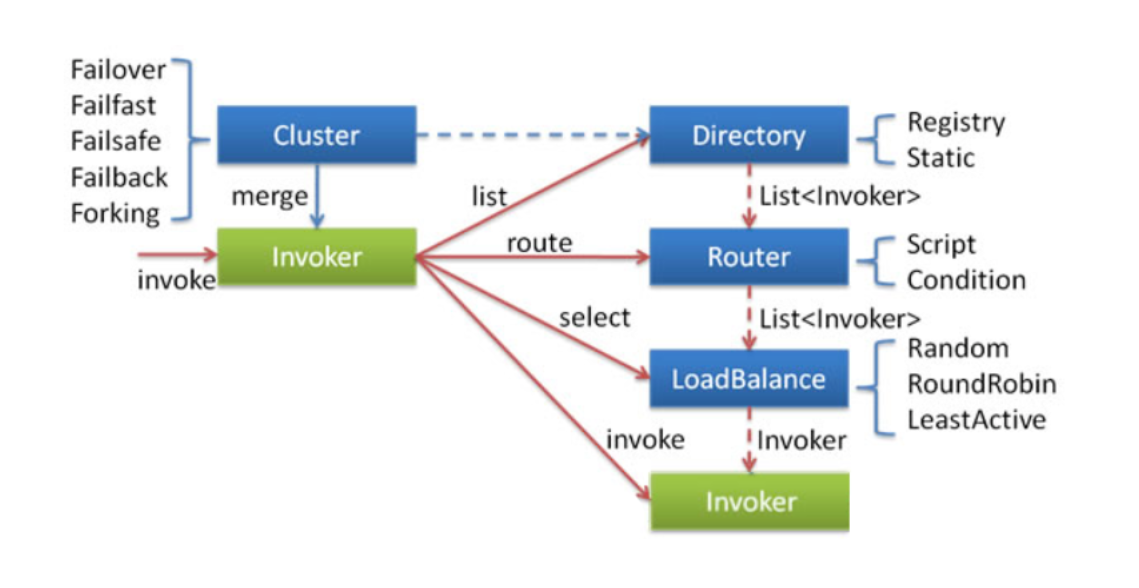 Failover
Failfast
Failsafe
Failback
Forking
Cluster
merge
invoke
Invoker
list
route
select
invoke
Directory
Registry
Static
List<Invoker>
Router
Script
Condition
List<Invoker>
LoadBalance
Random
RoundRobin
LeastActive
Invoker
Invoker